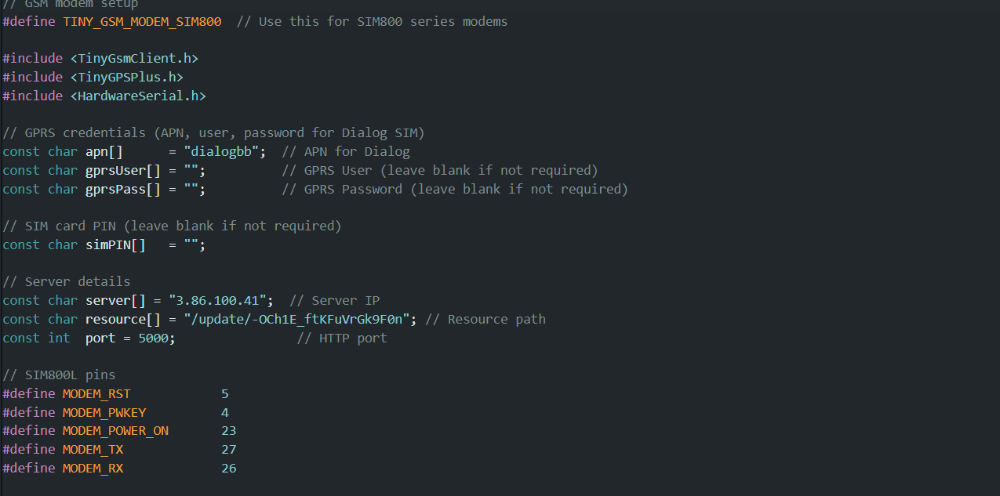 // GSM modem setup
#define TINY_GSM_MODEM_SIM800  // Use this for SIM800 series modems
#include <TinyGsmClient.h>
#include <TinyGPSPlus.h>
#include <HardwareSerial.h>
// GPRS credentials (APN, user, password for Dialog SIM)
const char apn[]      = "dialogbb";  // APN for Dialog
const char gprsUser[] = "";          // GPRS User (leave blank if not required)
const char gprsPass[] = "";          // GPRS Password (leave blank if not required)
// SIM card PIN (leave blank if not required)
const char simPIN[]   = "";
// Server details
const char server[] = "3.86.100.41";  // Server IP
const char resource[] = "/update/-OCh1E_ftKFuVrGk9F0n"; // Resource path
const int  port = 5000;                // HTTP port
// SIM800L pins
#define MODEM_RST            5
#define MODEM_PWKEY          4
#define MODEM_POWER_ON       23
#define MODEM_TX             27
#define MODEM_RX             26